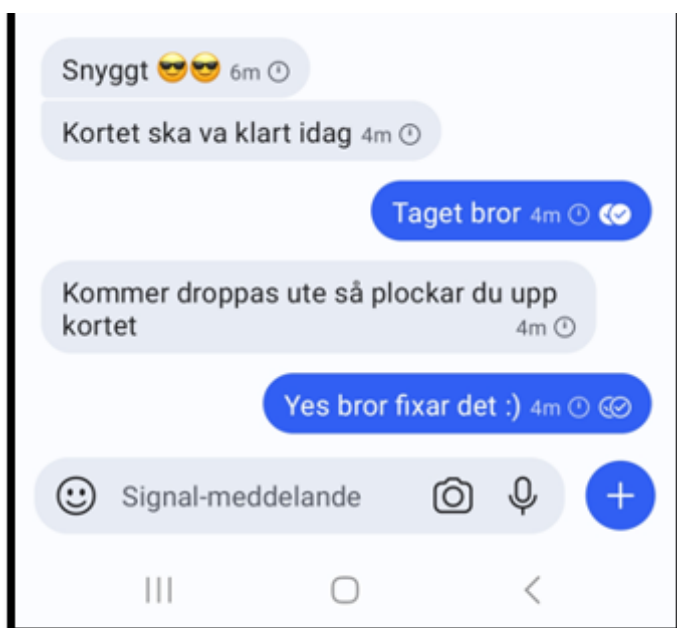 Snyggt 😎😎 6m
Kortet ska va klart idag 4m
Taget bror 4m
Kommer droppas ute så plockar du upp
kortet 4m
Yes bror fixar det :) 4m
Signal-meddelande